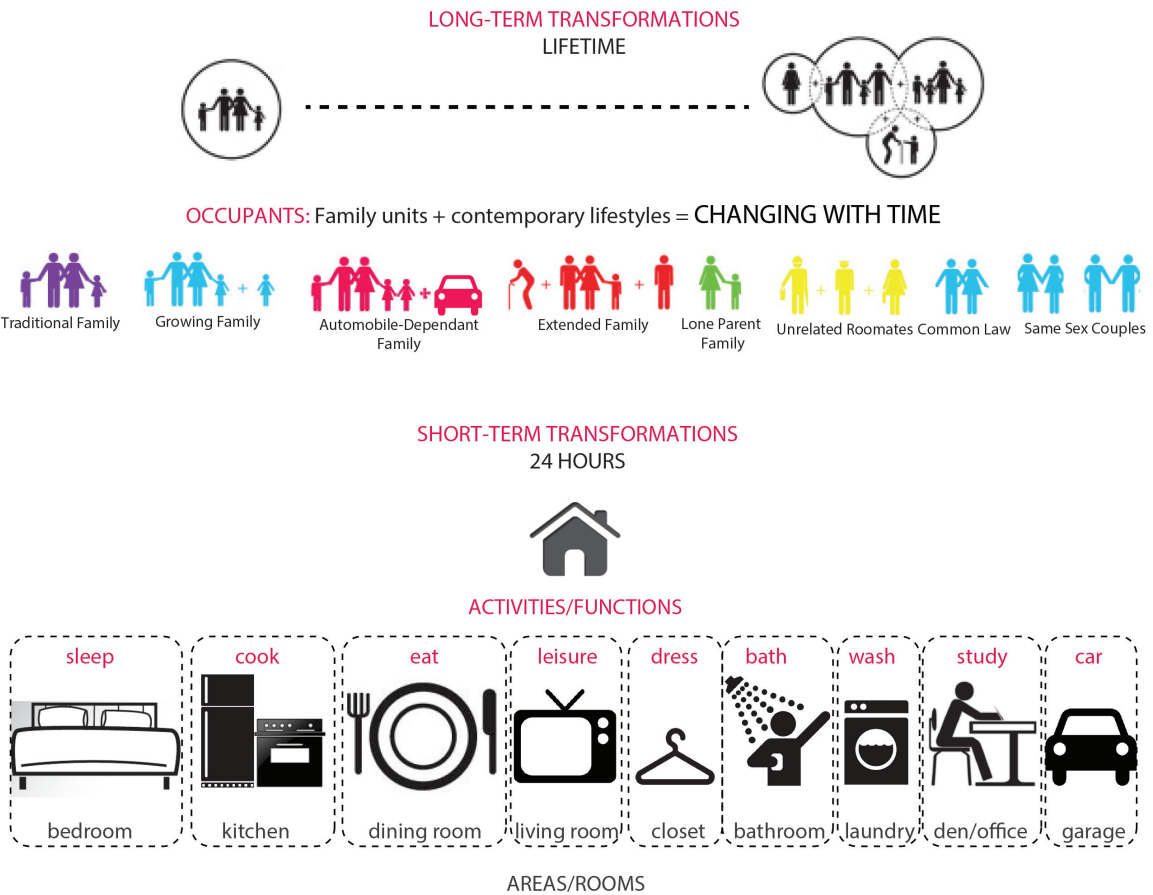 LONG-TERM TRANSFORMATIONS
LIFETIME
OCCUPANTS: Family units + contemporary lifestyles = CHANGING WITH TIME
Traditional Family
Growing Family
Automobile-Dependant
Family
Extended Family
Lone Parent
Family
Unrelated Roomates
Common Law
Same Sex Couples
SHORT-TERM TRANSFORMATIONS
24 HOURS
ACTIVITIES/FUNCTIONS
sleep
cook
eat
leisure
dress
bath
wash
study
car
bedroom
kitchen
dining room
living room
closet
bathroom
laundry
den/office
garage
AREAS/ROOMS